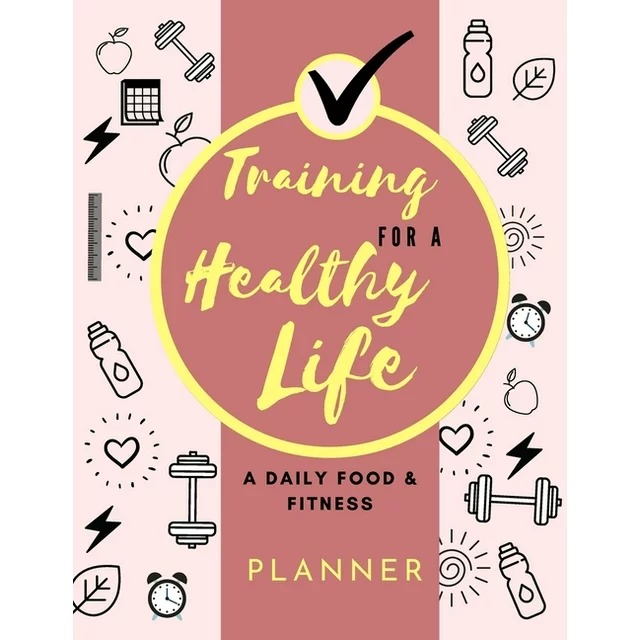 Training
FOR A
Healthy
Life
A DAILY FOOD &
FITNESS
PLANNER